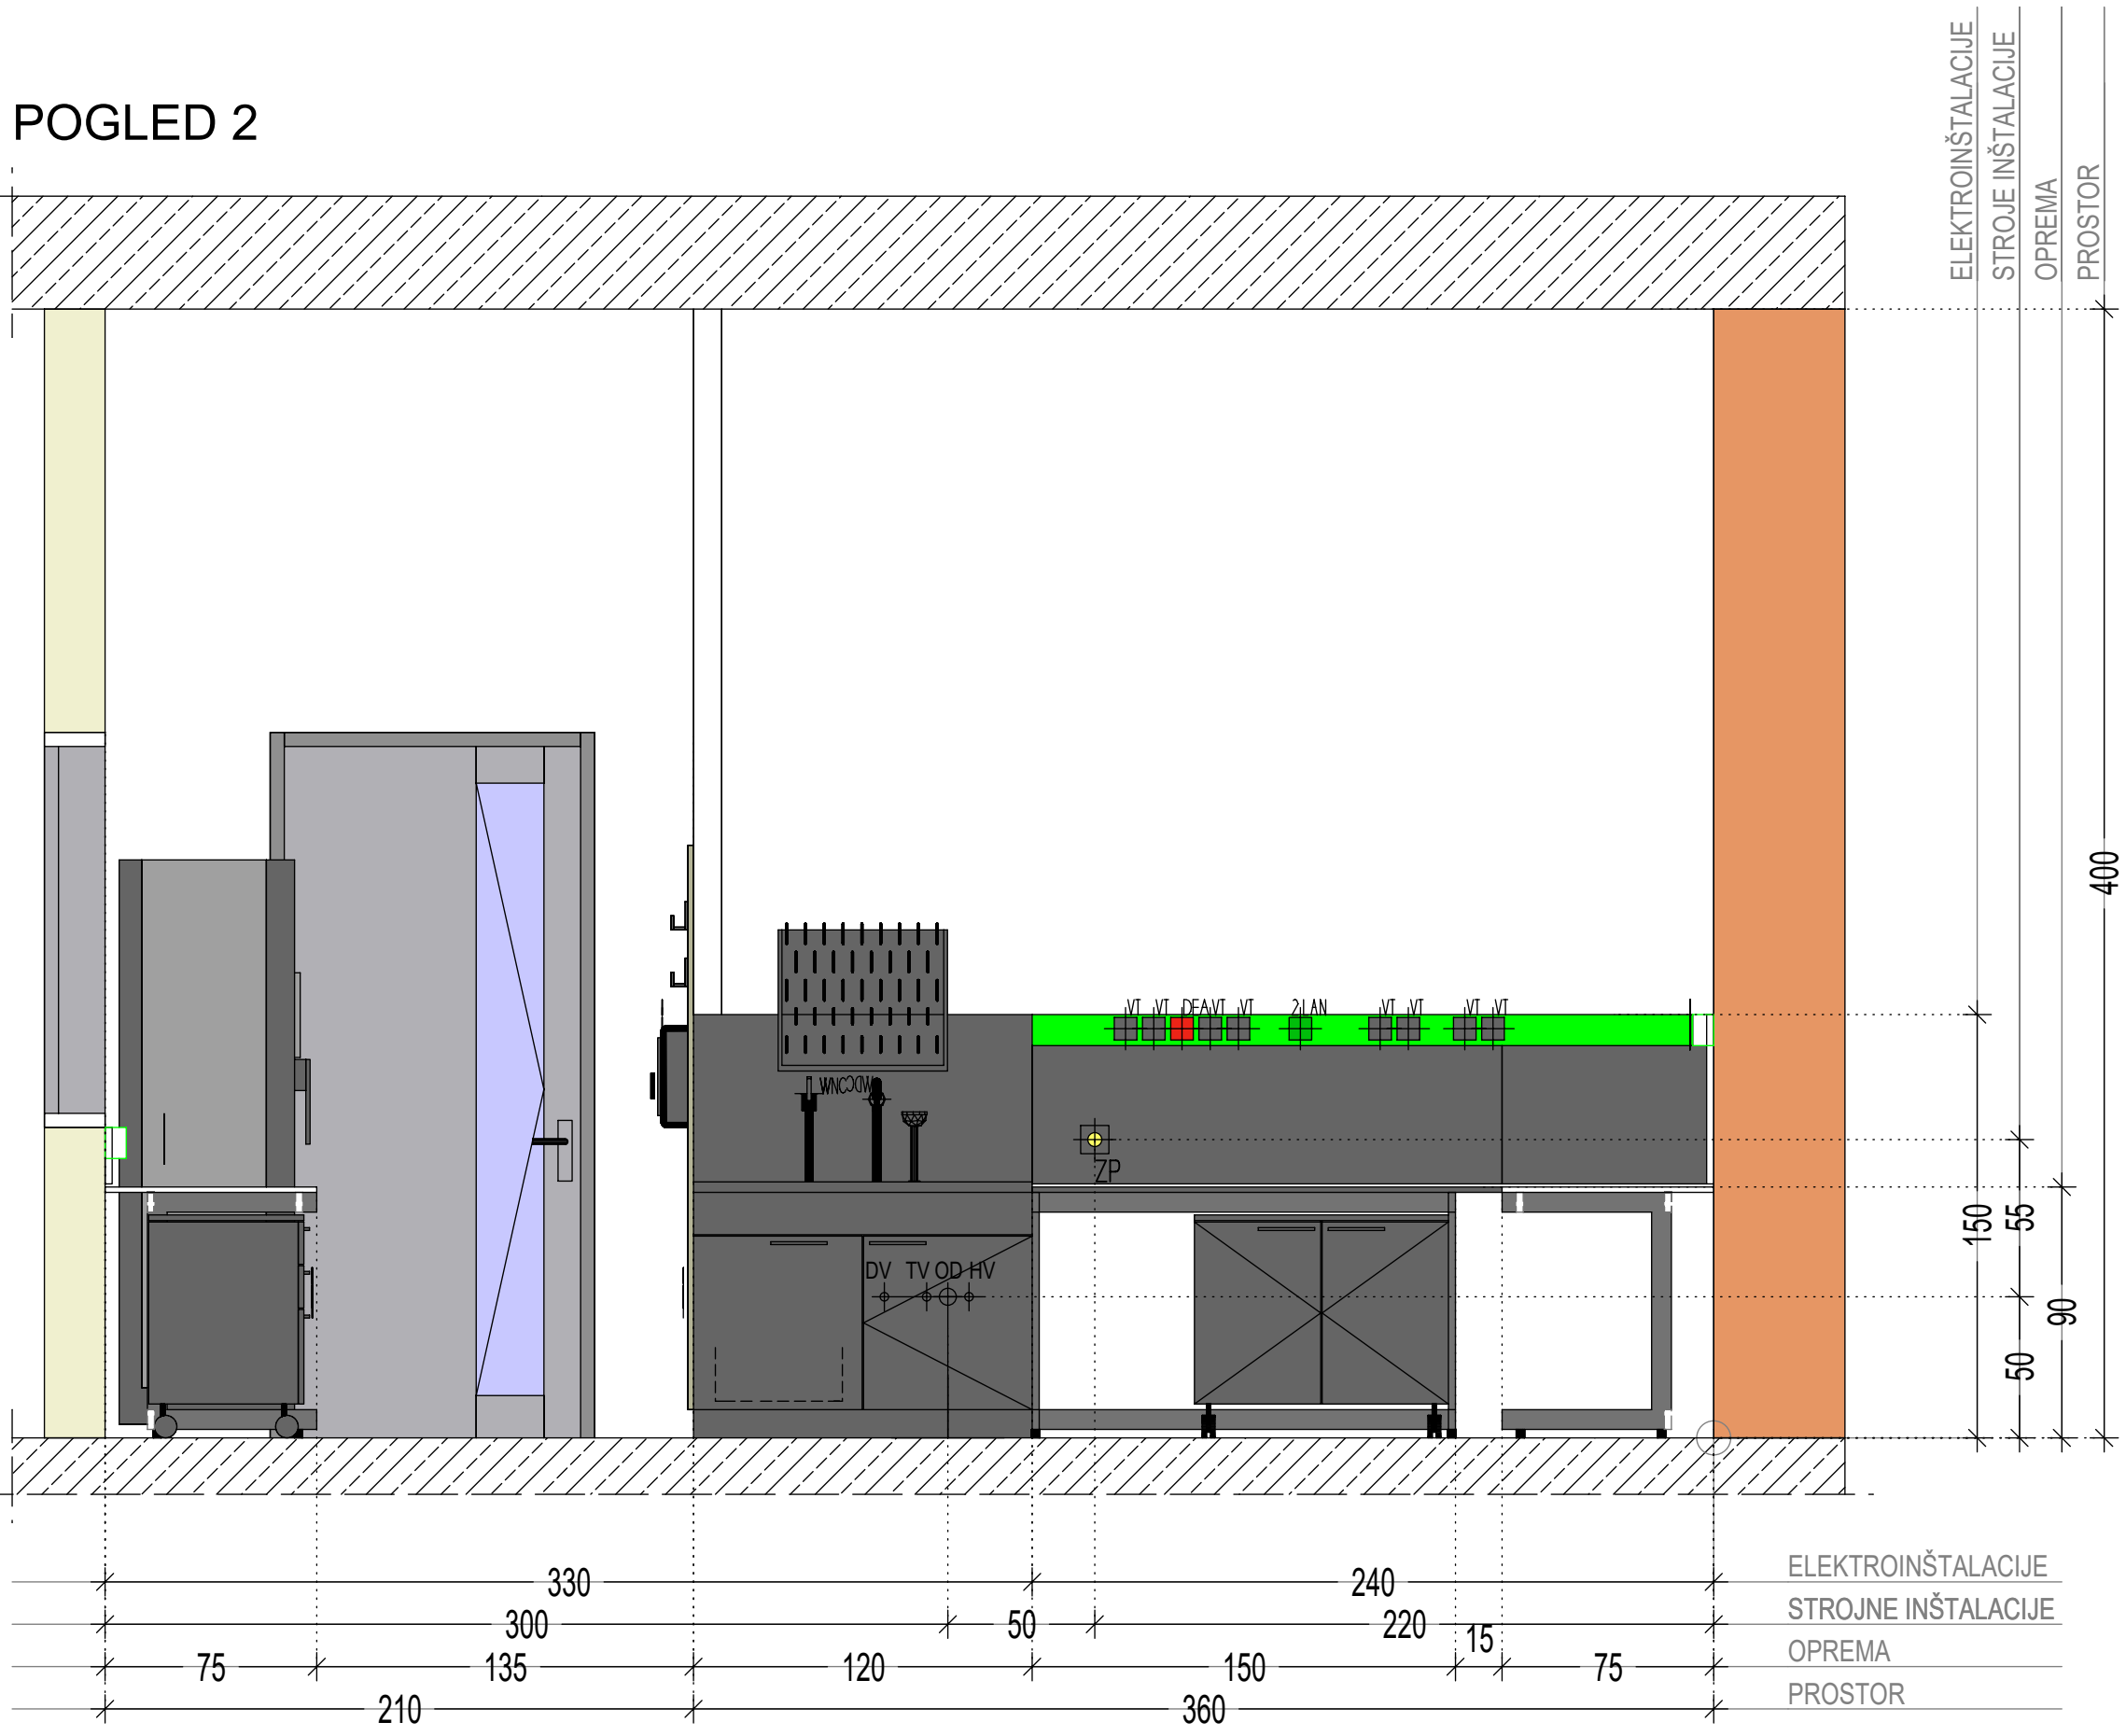 POGLED 2
ELEKTROINŠTALACIJE
STROJE INŠTALACIJE
OPREMA
PROSTOR
400
VT VT DEA VT VT 2LAN VT VT VT VT
ZP
DV TV OD HV
150
55
90
50
330 240 ELEKTROINŠTALACIJE
300 50 220 STROJNE INŠTALACIJE
75 135 120 150 15 75 OPREMA
210 360 PROSTOR